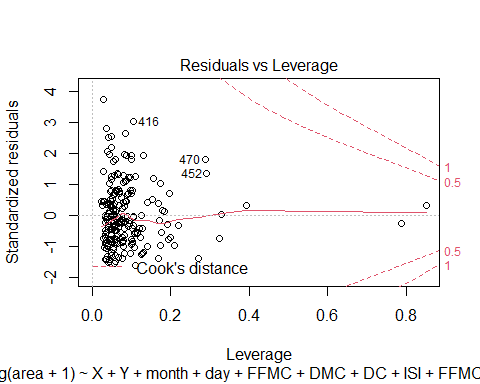 Residuals vs Leverage
Standardized residuals
4
3
2
1
0
-1
-2
416
470
452
1
0.5
0.5
1
Cook's distance
0.0 0.2 0.4 0.6 0.8
Leverage
g(area + 1) ~ X + Y + month + day + FFMC + DMC + DC + ISI + FFMC